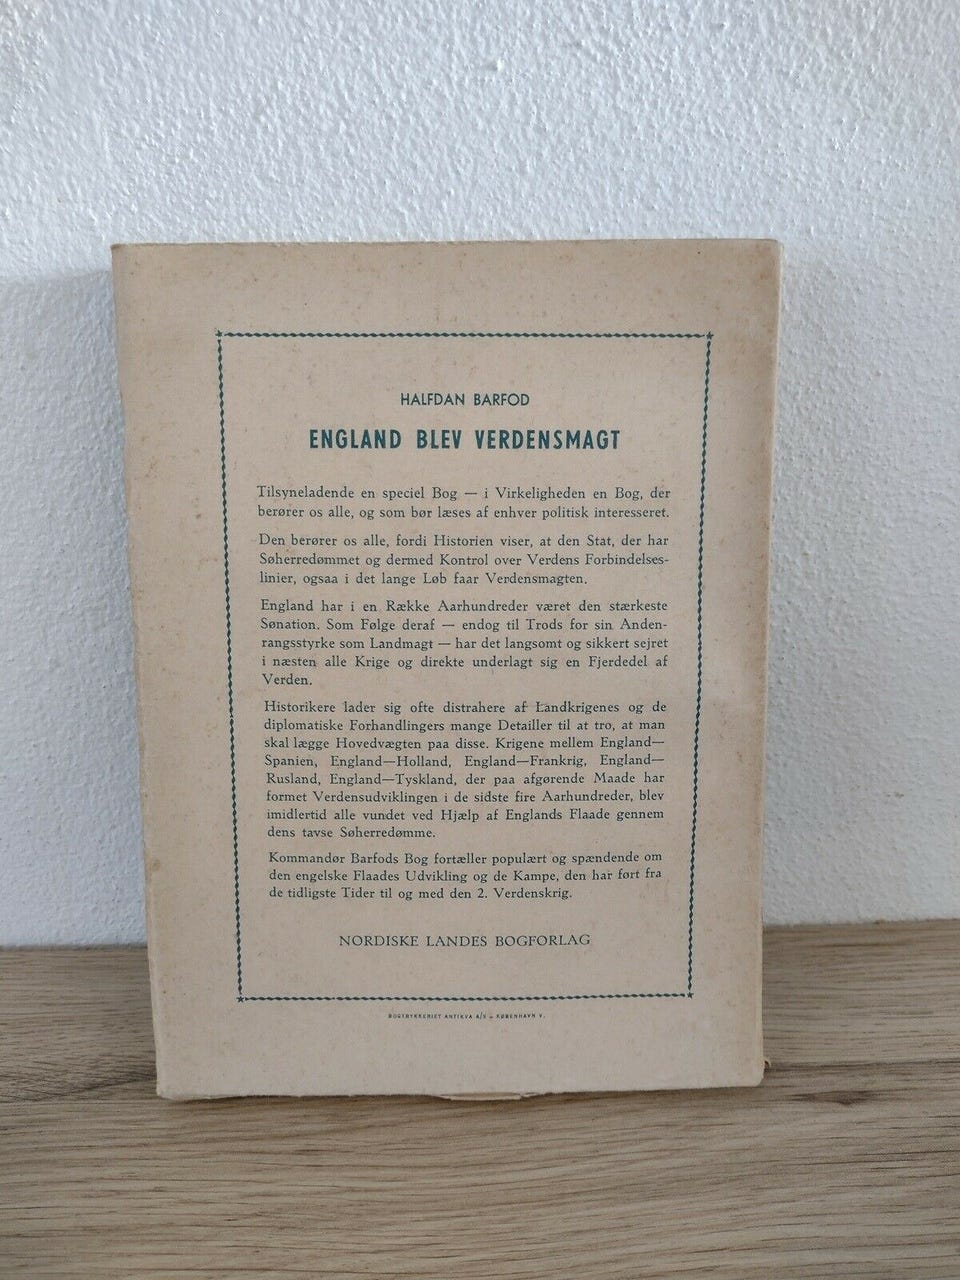 HALFDAN BARFOD
ENGLAND BLEV VERDENSMAGT
Tilsyneladende en speciel Bog — i Virkeligheden en Bog, der
berører os alle, og som bør læses af enhver politisk interesseret.
Den berører os alle, fordi Historien viser, at den Stat, der har
Søherredømmet og dermed Kontrol over Verdens Forbindelses-
linier, ogsaa i det lange Løb faar Verdensmagten.
England har i en Række Aarhundreder været den stærkeste
Sønation. Som Følge deraf — endog til Trods for sin Anden-
rangsstyrke som Landmagt — har det langsomt og sikkert sejret
i næsten alle Krige og direkte underlagt sig en Fjerdedel af
Verden.
Historikere lader sig ofte distrahere af Landkrigenes og de
diplomatiske Forhandlingers mange Detailler til at tro, at man
skal lægge Hovedvægten paa disse. Krigene mellem England—
Spanien, England—Holland, England—Frankrig, England—
Rusland, England—Tyskland, der paa afgørende Maade har
formet Verdensudviklingen i de sidste fire Aarhundreder, blev
imidlertid alle vundet ved Hjælp af Englands Flaade gennem
dens tavse Søherredømme.
Kommandør Barfods Bog fortæller populært og spændende om
den engelske Flaades Udvikling og de Kampe, den har ført fra
de tidligste Tider til og med den 2. Verdenskrig.
NORDISKE LANDES BOGFORLAG
BOGTRYKKERIET ANTIKVA A/S – KØBENHAVN V.